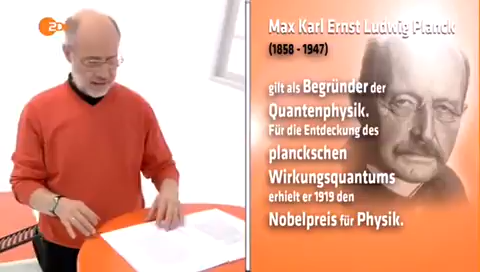 ZDF
Max Karl Ernst Ludwig Planck
(1858 - 1947)
gilt als Begründer der
Quantenphysik.
Für die Entdeckung des
planckschen
Wirkungsquantums
erhielt er 1919 den
Nobelpreis für Physik.